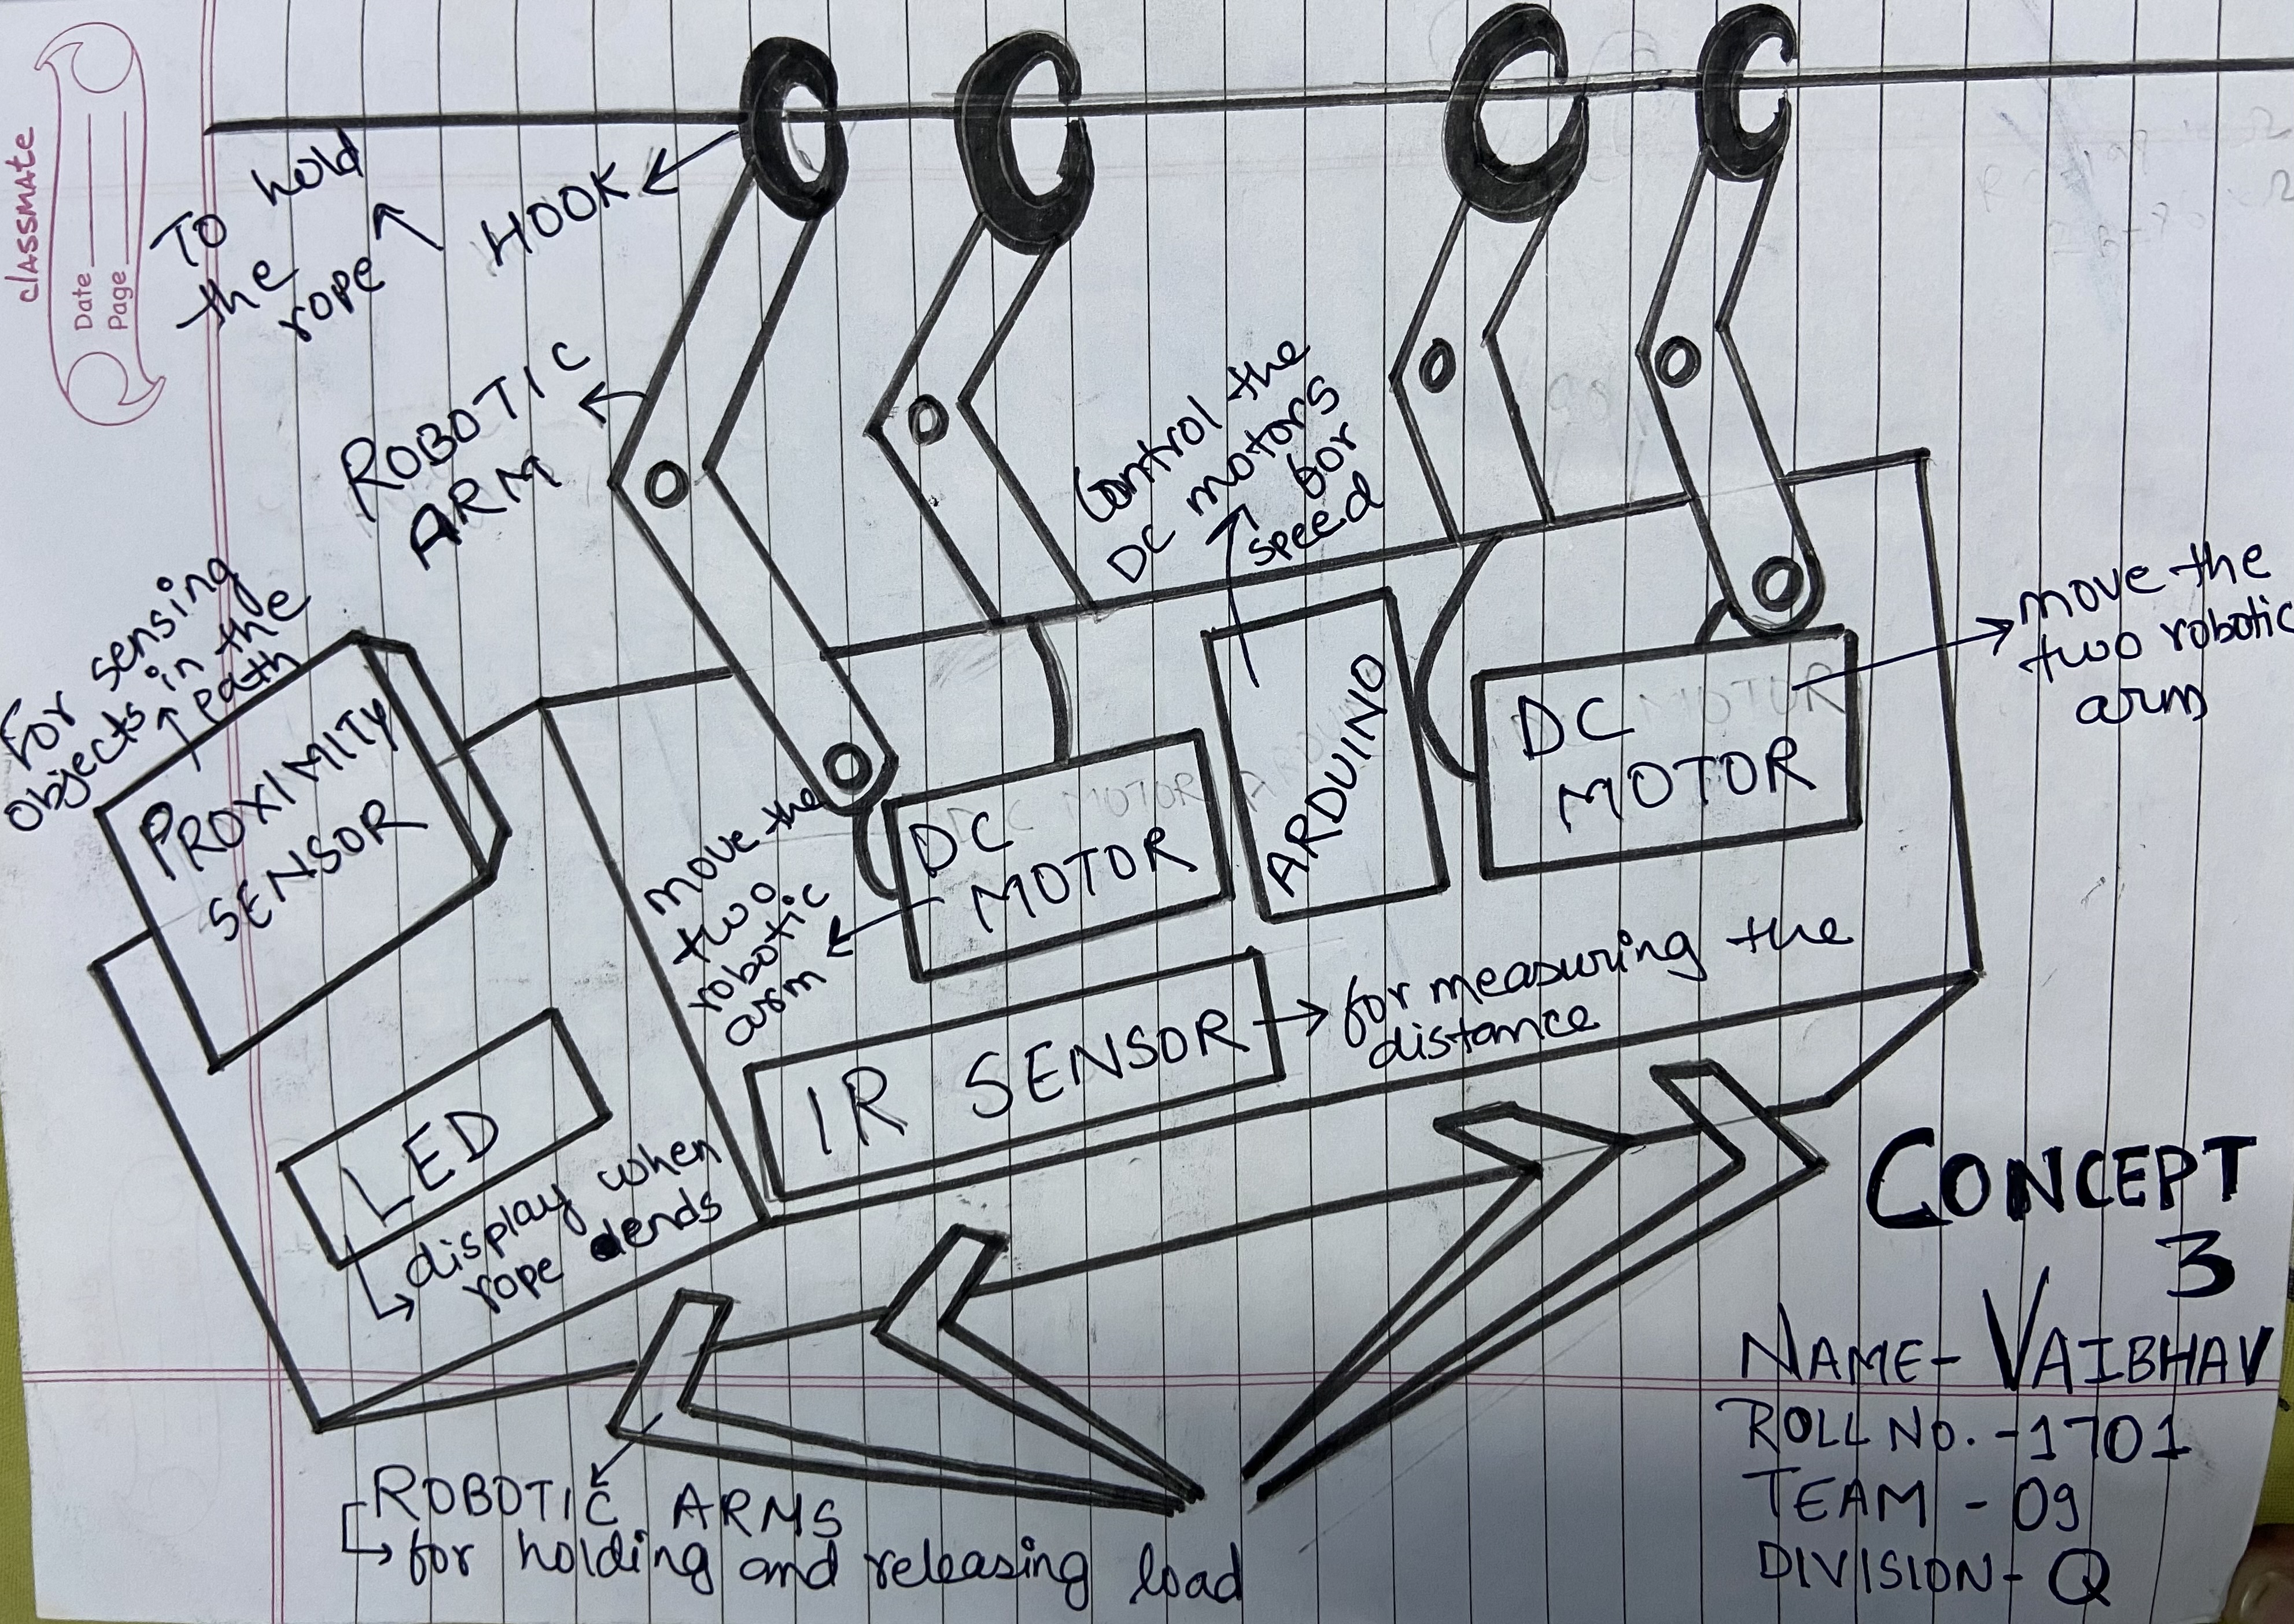 classmate
Date
Page
To hold
the
rope
HOOK
ROBOTIC
ARM
Control the
DC motors
for
speed
For sensing
objects in the
path
PROXIMITY
SENSOR
move the
two robotic
arm
DC
MOTOR
ARDUINO
DC
MOTOR
move the
two
robotic
arm
IR SENSOR
for measuring the
distance
LED
display when
rope ends
CONCEPT
3
NAME- VAIBHAV
ROLL NO. -1701
TEAM - 09
DIVISION- Q
ROBOTIC ARMS
for holding and releasing load